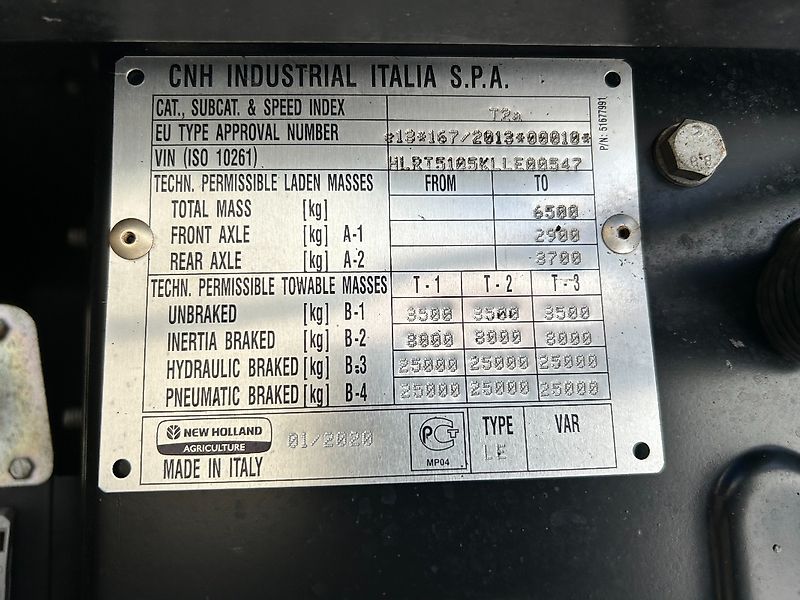 CNH INDUSTRIAL ITALIA S.P.A.
CAT., SUBCAT. & SPEED INDEX T2a
EU TYPE APPROVAL NUMBER e13*167/2013*00010*
VIN (ISO 10261) HLRT5105KLLE00547
TECHN. PERMISSIBLE LADEN MASSES FROM TO
TOTAL MASS [kg] 6500
FRONT AXLE [kg] A-1 2900
REAR AXLE [kg] A-2 3700
TECHN. PERMISSIBLE TOWABLE MASSES T-1 T-2 T-3
UNBRAKED [kg] B-1 3500 3500 3500
INERTIA BRAKED [kg] B-2 8000 8000 8000
HYDRAULIC BRAKED [kg] B-3 25000 25000 25000
PNEUMATIC BRAKED [kg] B-4 25000 25000 25000
NEW HOLLAND
AGRICULTURE
01/2020
MADE IN ITALY
PCT
MP04
TYPE
LE
VAR
P/N: 51677991
8.8